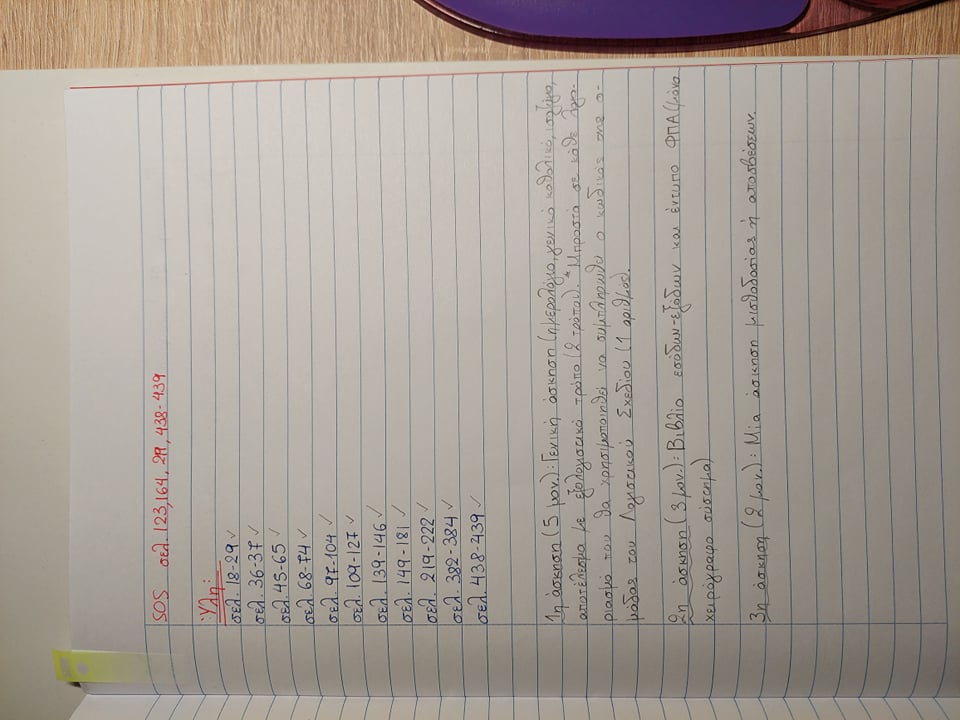 SOS σελ. 123,164, 29, 438-439
Ύλη:
σελ. 18-29 ✓
σελ. 36-37 ✓
σελ. 45-65 ✓
σελ. 68-74 ✓
σελ. 97-104 ✓
σελ. 109-127 ✓
σελ. 139-146 ✓
σελ. 149-181 ✓
σελ. 219-222 ✓
σελ. 382-384 ✓
σελ. 438-439 ✓
1η άσκηση (5 μον.): Γενική άσκηση (ημερολόγιο, γενικό καθολικό, ισοζύγιο,
αποτέλεσμα με εξολογιστικό τρόπο (2 τρόποι). *Μπροστά σε κάθε λογα-
ριασμό που θα χρησιμοποιηθεί να συμπληρωθεί ο κωδικός της ο-
μάδας του Λογιστικού Σχεδίου (1 αριθμός).
2η άσκηση (3 μον.): Βιβλίο εσόδων-εξόδων και έντυπο ΦΠΑ (μόνο
χειρόγραφο σύστημα)
3η άσκηση (2 μον.): Μία άσκηση μισθοδοσίας ή αποσβέσεων.